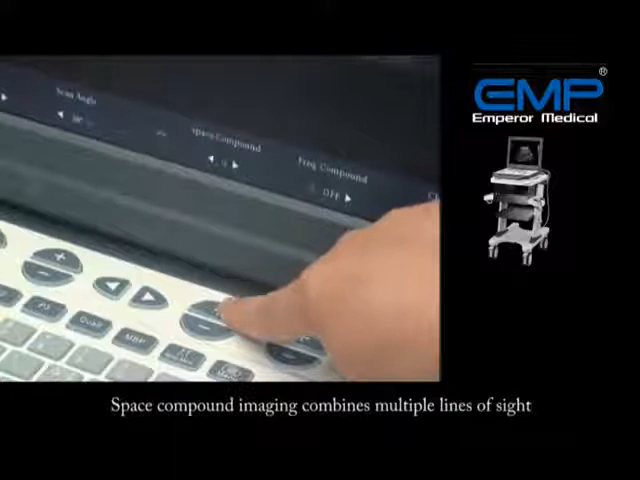 EMP®
Emperor Medical
Scan Angle
Space Compound
Freq Compound
OFF
Quad
MBP
Space compound imaging combines multiple lines of sight